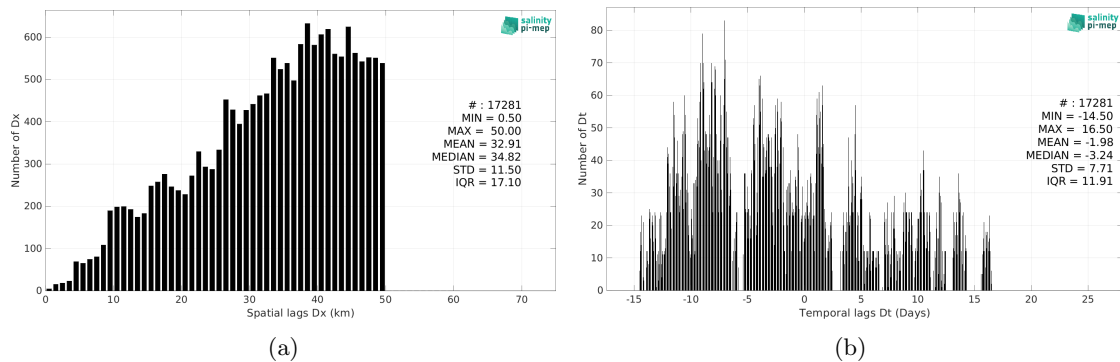 salinity
pi-mep
600
500
400
300
200
100
0
Number of Dx
# : 17281
MIN = 0.50
MAX = 50.00
MEAN = 32.91
MEDIAN = 34.82
STD = 11.50
IQR = 17.10
0 10 20 30 40 50 60 70
Spatial lags Dx (km)
(a)
salinity
pi-mep
80
70
60
50
40
30
20
10
0
Number of Dt
# : 17281
MIN = -14.50
MAX = 16.50
MEAN = -1.98
MEDIAN = -3.24
STD = 7.71
IQR = 11.91
-15 -10 -5 0 5 10 15 20 25
Temporal lags Dt (Days)
(b)